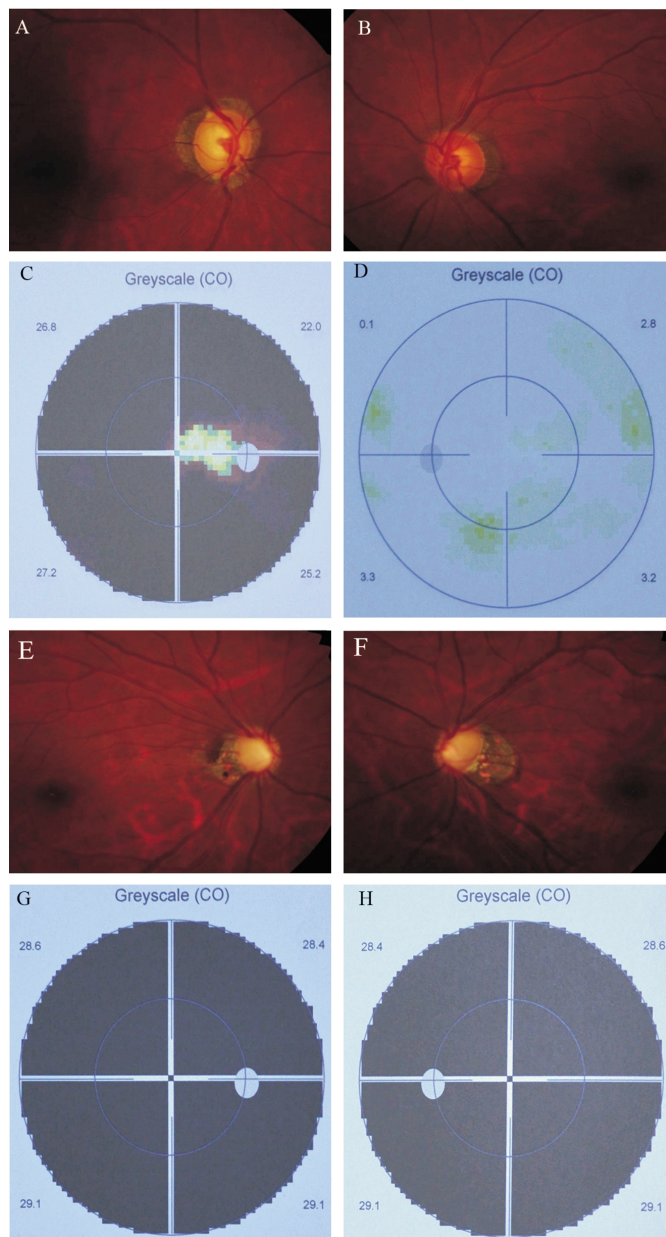 A
B
C
Greyscale (CO)
26.8
22.0
27.2
25.2
D
Greyscale (CO)
0.1
2.8
3.3
3.2
E
F
G
Greyscale (CO)
28.6
28.4
29.1
29.1
H
Greyscale (CO)
28.4
28.6
29.1
29.1